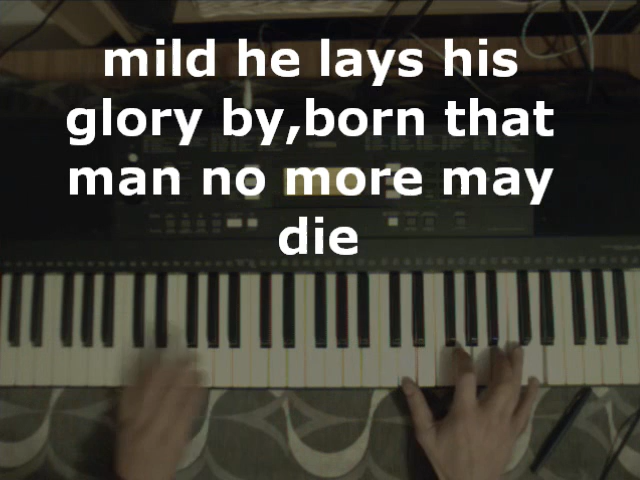 mild he lays his
glory by,born that
man no more may
die